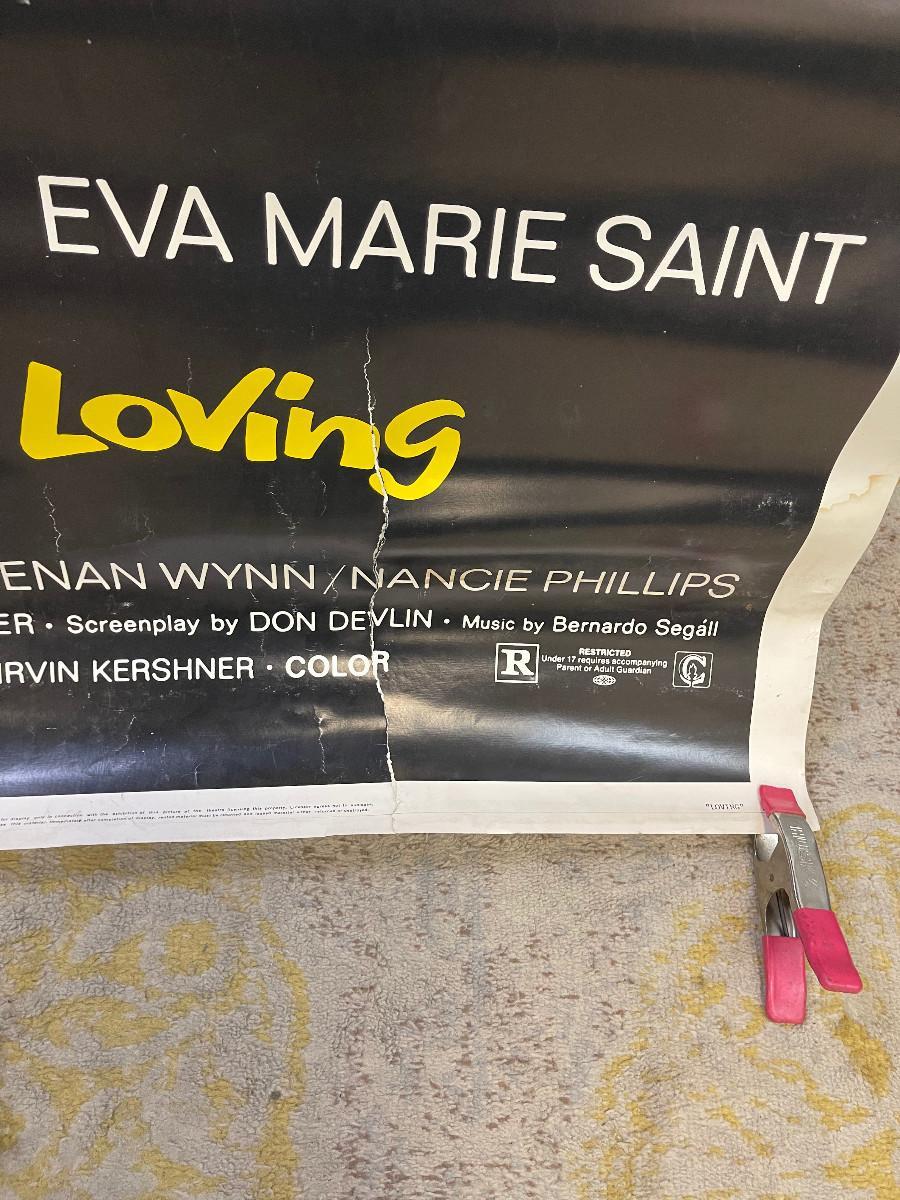 EVA MARIE SAINT
Loving
ENAN WYNN / NANCIE PHILLIPS
ER • Screenplay by DON DEVLIN • Music by Bernardo Segáll
IRVIN KERSHNER • COLOR
R
RESTRICTED
Under 17 requires accompanying
Parent or Adult Guardian
"LOVING"